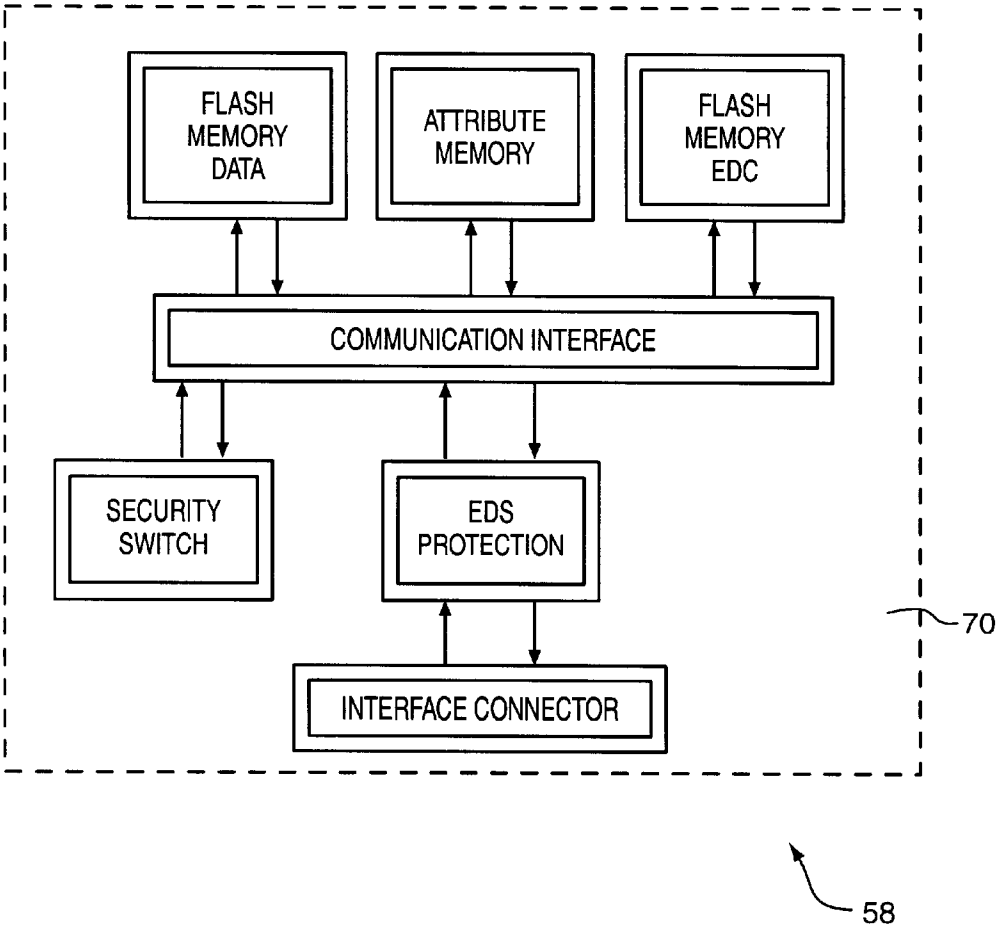 FLASH
MEMORY
DATA
ATTRIBUTE
MEMORY
FLASH
MEMORY
EDC
COMMUNICATION INTERFACE
SECURITY
SWITCH
EDS
PROTECTION
70
INTERFACE CONNECTOR
58